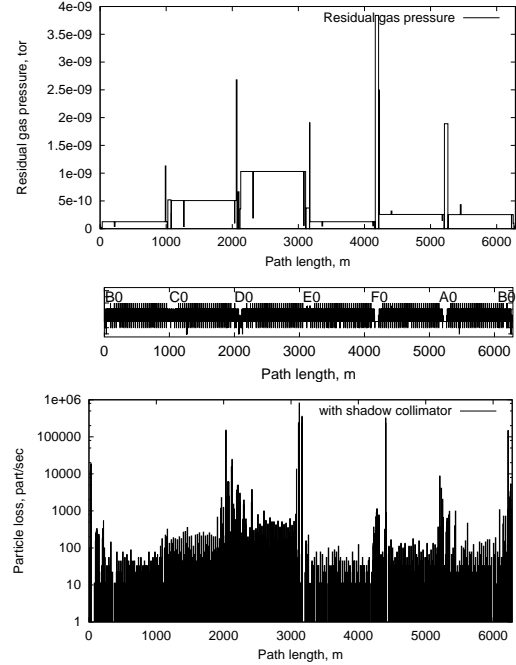 4e-09
Residual gas pressure
3.5e-09
3e-09
2.5e-09
2e-09
1.5e-09
1e-09
5e-10
0
Residual gas pressure, tor
0 1000 2000 3000 4000 5000 6000
Path length, m
B0 C0 D0 E0 F0 A0 B0
0 1000 2000 3000 4000 5000 6000
Path length, m
1e+06
with shadow collimator
100000
10000
1000
100
10
1
Particle loss, part/sec
0 1000 2000 3000 4000 5000 6000
Path length, m